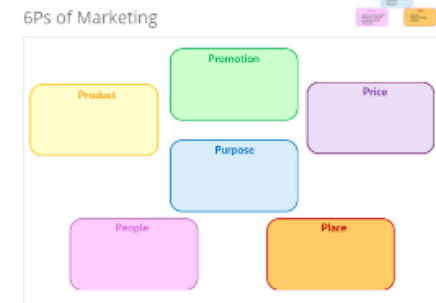 6Ps of Marketing
Promotion
Product
Price
Purpose
People
Place